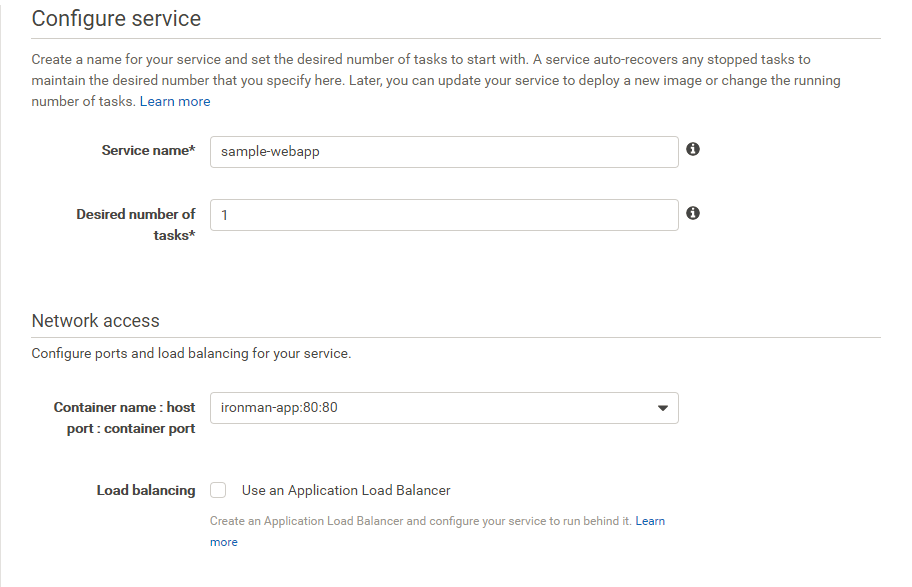 Configure service
Create a name for your service and set the desired number of tasks to start with. A service auto-recovers any stopped tasks to
maintain the desired number that you specify here. Later, you can update your service to deploy a new image or change the running
number of tasks. Learn more
Service name* sample-webapp
Desired number of
tasks* 1
Network access
Configure ports and load balancing for your service.
Container name : host
port : container port ironman-app:80:80
Load balancing Use an Application Load Balancer
Create an Application Load Balancer and configure your service to run behind it. Learn
more